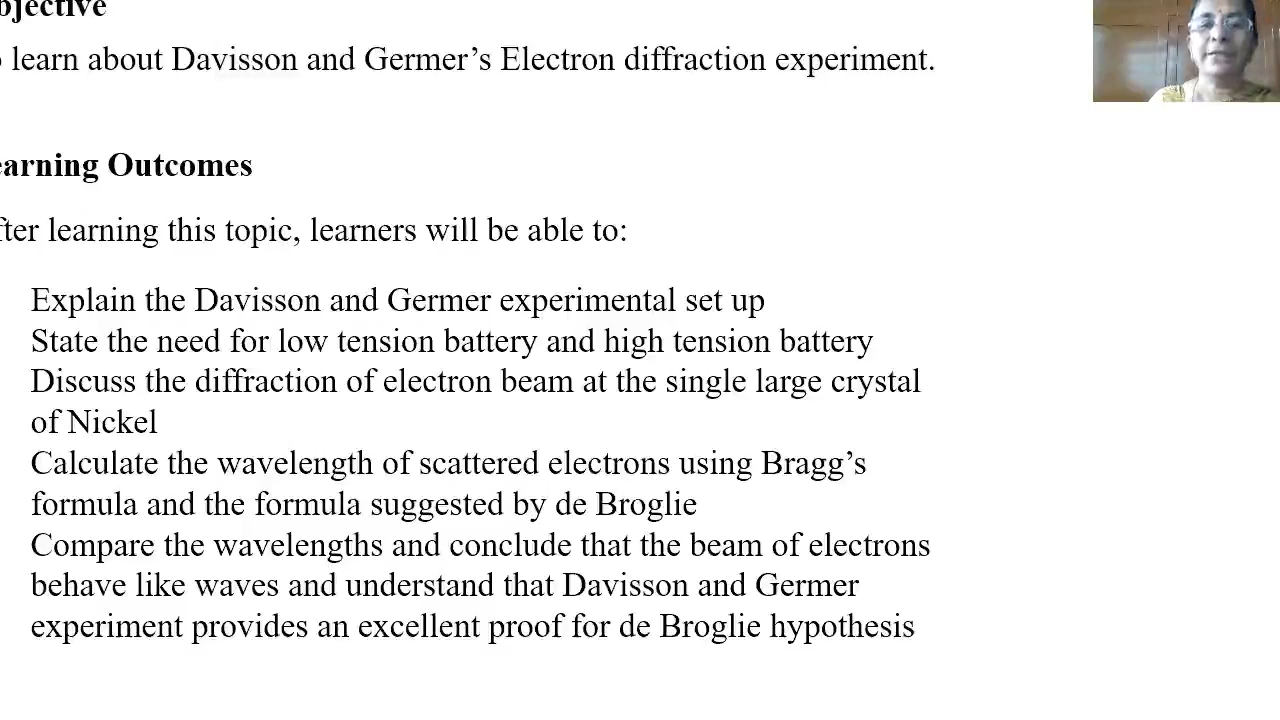 bjective
o learn about Davisson and Germer’s Electron diffraction experiment.
earning Outcomes
fter learning this topic, learners will be able to:
Explain the Davisson and Germer experimental set up
State the need for low tension battery and high tension battery
Discuss the diffraction of electron beam at the single large crystal
of Nickel
Calculate the wavelength of scattered electrons using Bragg’s
formula and the formula suggested by de Broglie
Compare the wavelengths and conclude that the beam of electrons
behave like waves and understand that Davisson and Germer
experiment provides an excellent proof for de Broglie hypothesis